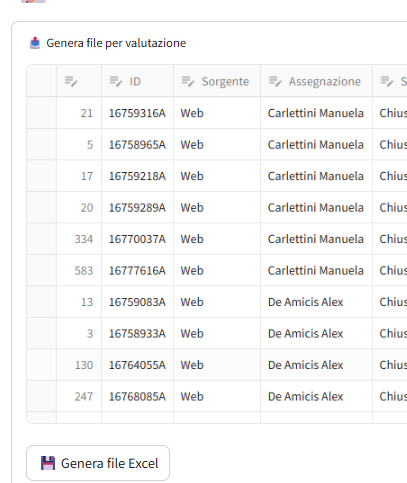 Genera file per valutazione
ID Sorgente Assegnazione S
21 16759316A Web Carlettini Manuela Chius
5 16758965A Web Carlettini Manuela Chius
17 16759218A Web Carlettini Manuela Chius
20 16759289A Web Carlettini Manuela Chius
334 16770037A Web Carlettini Manuela Chius
583 16777616A Web Carlettini Manuela Chius
13 16759083A Web De Amicis Alex Chius
3 16758933A Web De Amicis Alex Chius
130 16764055A Web De Amicis Alex Chius
247 16768085A Web De Amicis Alex Chius
Genera file Excel